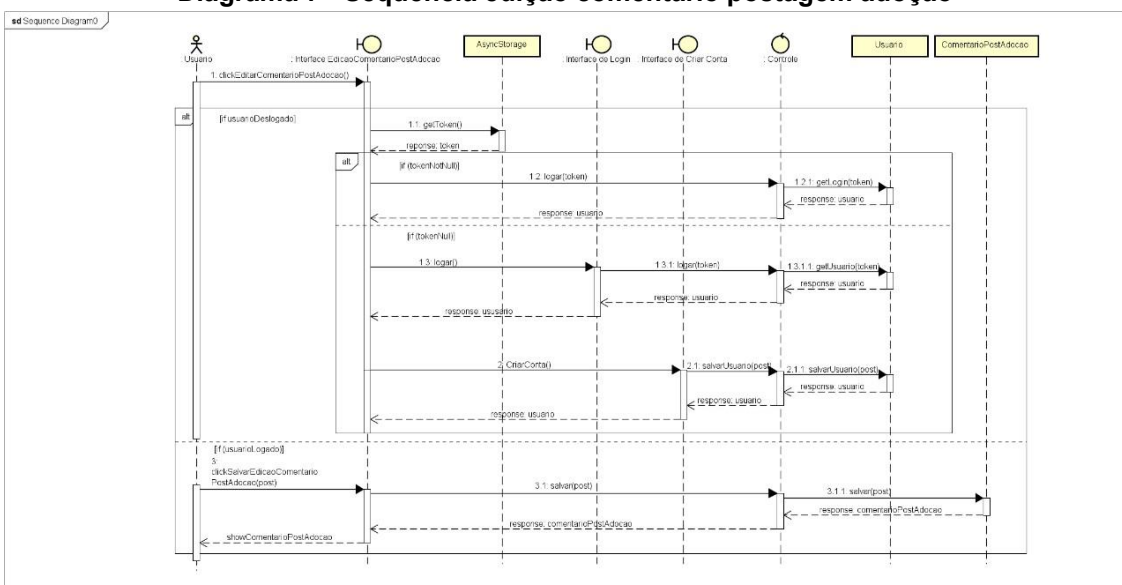 sd Sequence Diagram0
Usuario
: Interface EdicaoComentarioPostAdocao
AsyncStorage
: Interface de Login
: Interface de Criar Conta
: Controle
Usuario
ComentarioPostAdocao
1: clickEditarComentarioPostAdocao()
alt
[if usuarioDeslogado]
1.1: getToken()
reponse: token
alt
[if (tokenNotNull)]
1.2: logar(token)
1.2.1: getLogin(token)
response: usuario
response: usuario
[if (tokenNull)]
1.3: logar()
1.3.1: logar(token)
1.3.1.1: getUsuario(token)
response: usuario
response: usuario
response: ususario
2: CriarConta()
2.1: salvarUsuario(post)
2.1.1: salvarUsuario(post)
response: usuario
response: usuario
response: usuario
[if (usuarioLogado)]
3:
clickSalvarEdicaoComentario
PostAdocao(post)
3.1: salvar(post)
3.1.1: salvar(post)
response: comentarioPostAdocao
response: comentarioPostAdocao
showComentarioPostAdocao